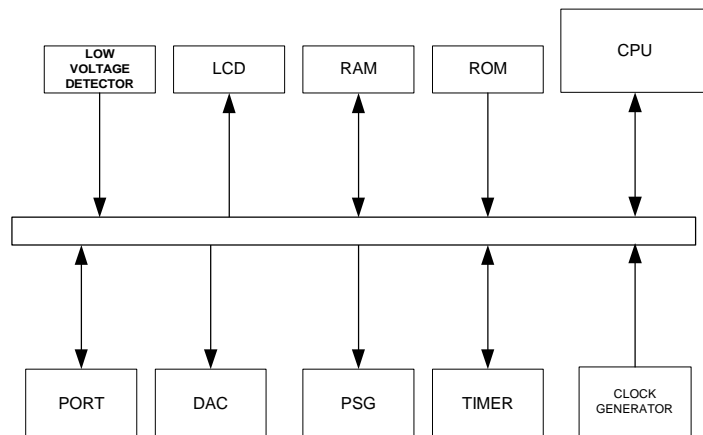 LOW
VOLTAGE
DETECTOR
LCD
RAM
ROM
CPU
PORT
DAC
PSG
TIMER
CLOCK
GENERATOR